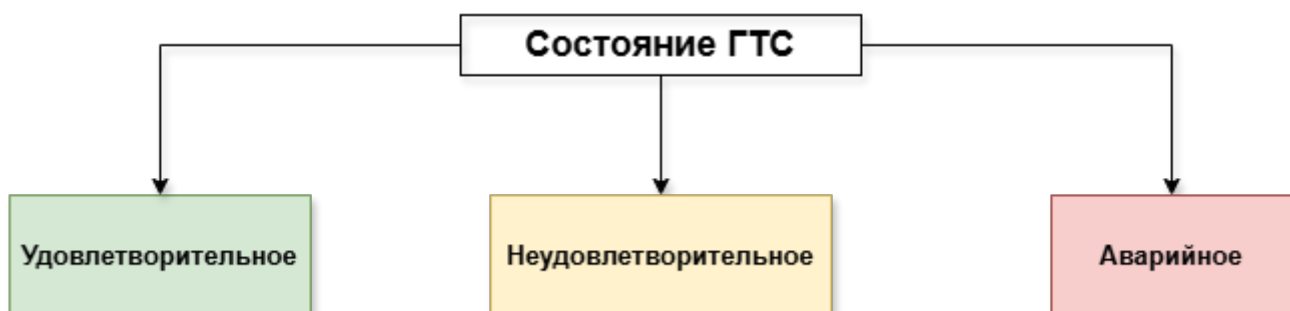 Состояние ГТС
Удовлетворительное
Неудовлетворительное
Аварийное